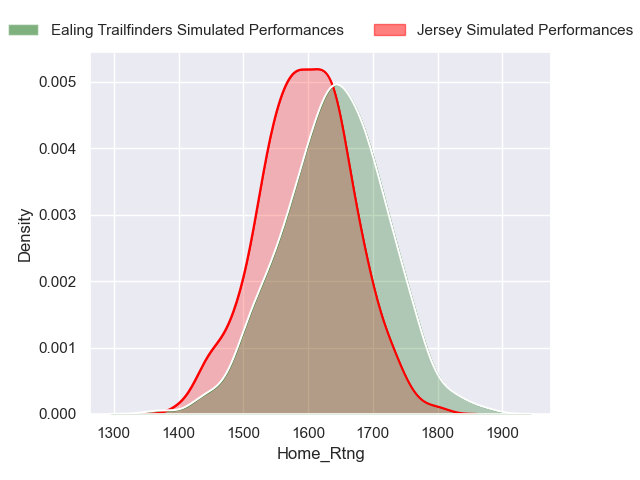 Ealing Trailfinders Simulated Performances
Jersey Simulated Performances
0.005
0.004
0.003
0.002
0.001
0.000
Density
1300 1400 1500 1600 1700 1800 1900
Home_Rtng